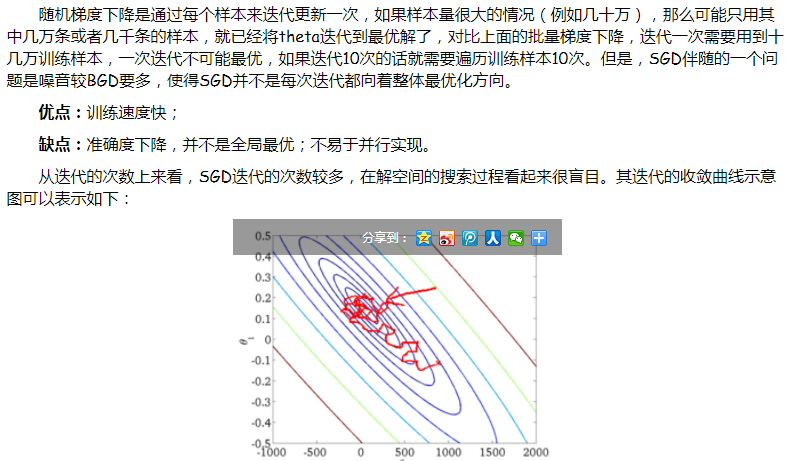 随机梯度下降是通过每个样本来迭代更新一次，如果样本量很大的情况（例如几十万），那么可能只用其
中几万条或者几千条的样本，就已经将theta迭代到最优解了，对比上面的批量梯度下降，迭代一次需要用到十
几万训练样本，一次迭代不可能最优，如果迭代10次的话就需要遍历训练样本10次。但是，SGD伴随的一个问
题是噪音较BGD要多，使得SGD并不是每次迭代都向着整体最优化方向。
优点：训练速度快；
缺点：准确度下降，并不是全局最优；不易于并行实现。
从迭代的次数上来看，SGD迭代的次数较多，在解空间的搜索过程看起来很盲目。其迭代的收敛曲线示意
图可以表示如下：
分享到：
0.5
0.4
0.3
0.2
0.1
0
-0.1
-0.2
-0.3
-0.4
-0.5
θ1
-1000 -500 0 500 1000 1500 2000